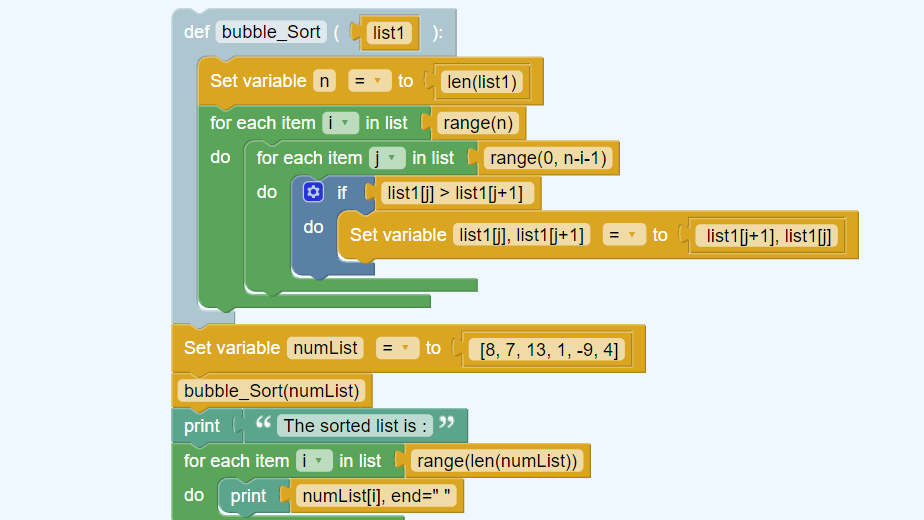 def bubble_Sort ( list1 ):
Set variable n = to len(list1)
for each item i in list range(n)
do for each item j in list range(0, n-i-1)
do if list1[j] > list1[j+1]
do Set variable list1[j], list1[j+1] = to list1[j+1], list1[j]
Set variable numList = to [8, 7, 13, 1, -9, 4]
bubble_Sort(numList)
print “ The sorted list is : ”
for each item i in list range(len(numList))
do print numList[i], end=" "